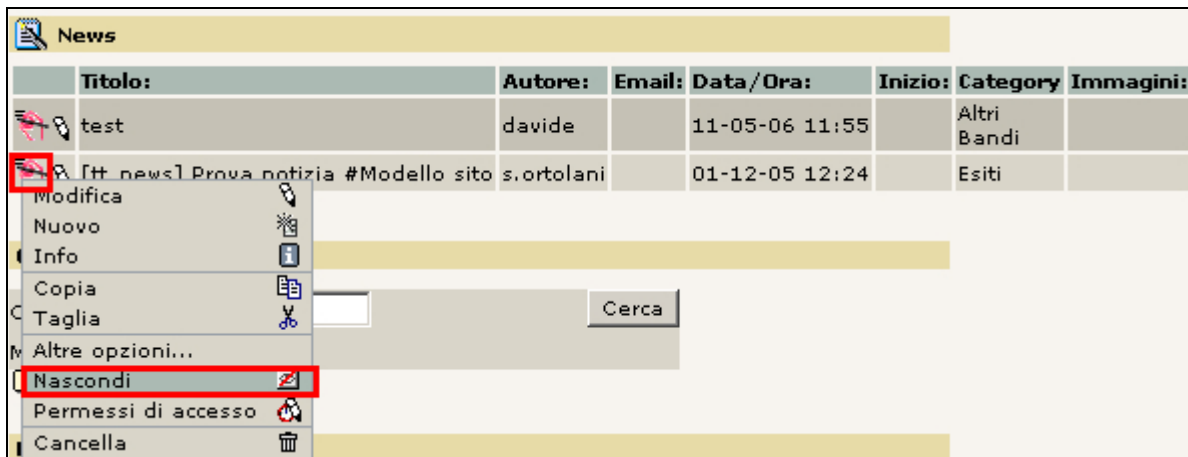 News
Titolo: Autore: Email: Data/Ora: Inizio: Category Immagini:
test davide 11-05-06 11:55 Altri Bandi
[tt_news] Prova notizia #Modello sito s.ortolani 01-12-05 12:24 Esiti
Modifica
Nuovo
Info
Copia
Taglia
Cerca
Altre opzioni...
Nascondi
Permessi di accesso
Cancella